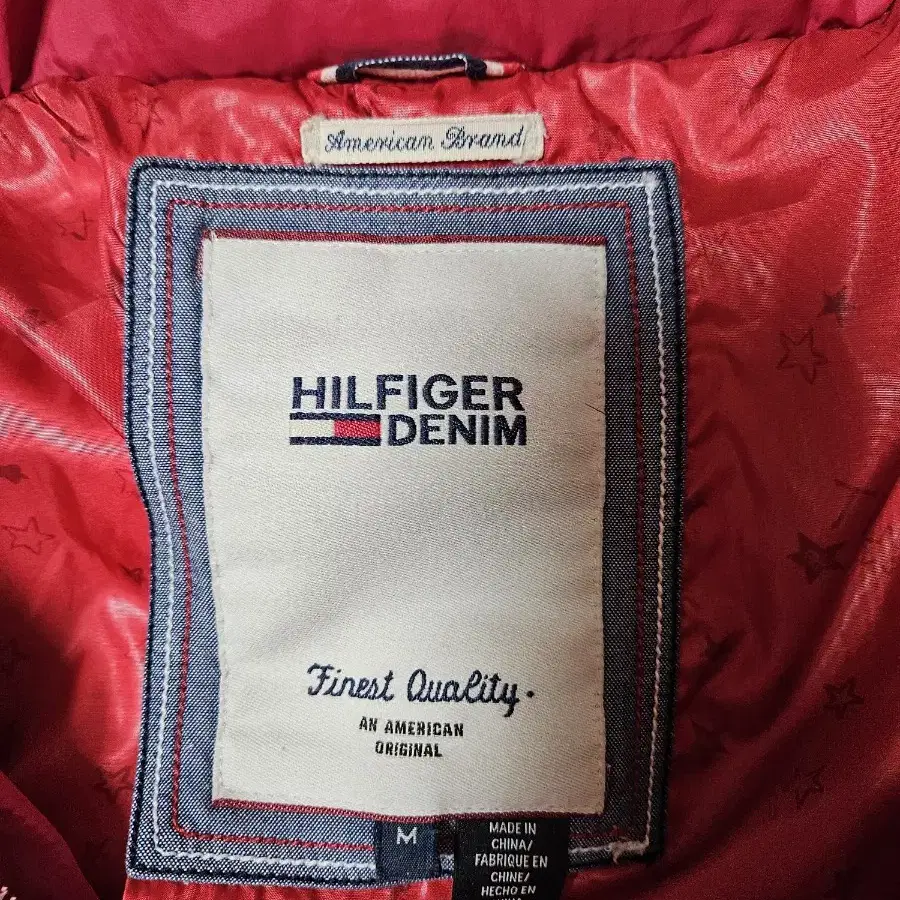 American Brand
HILFIGER
DENIM
Finest Quality.
AN AMERICAN
ORIGINAL
M
MADE IN
CHINA/
FABRIQUE EN
CHINE/
HECHO EN